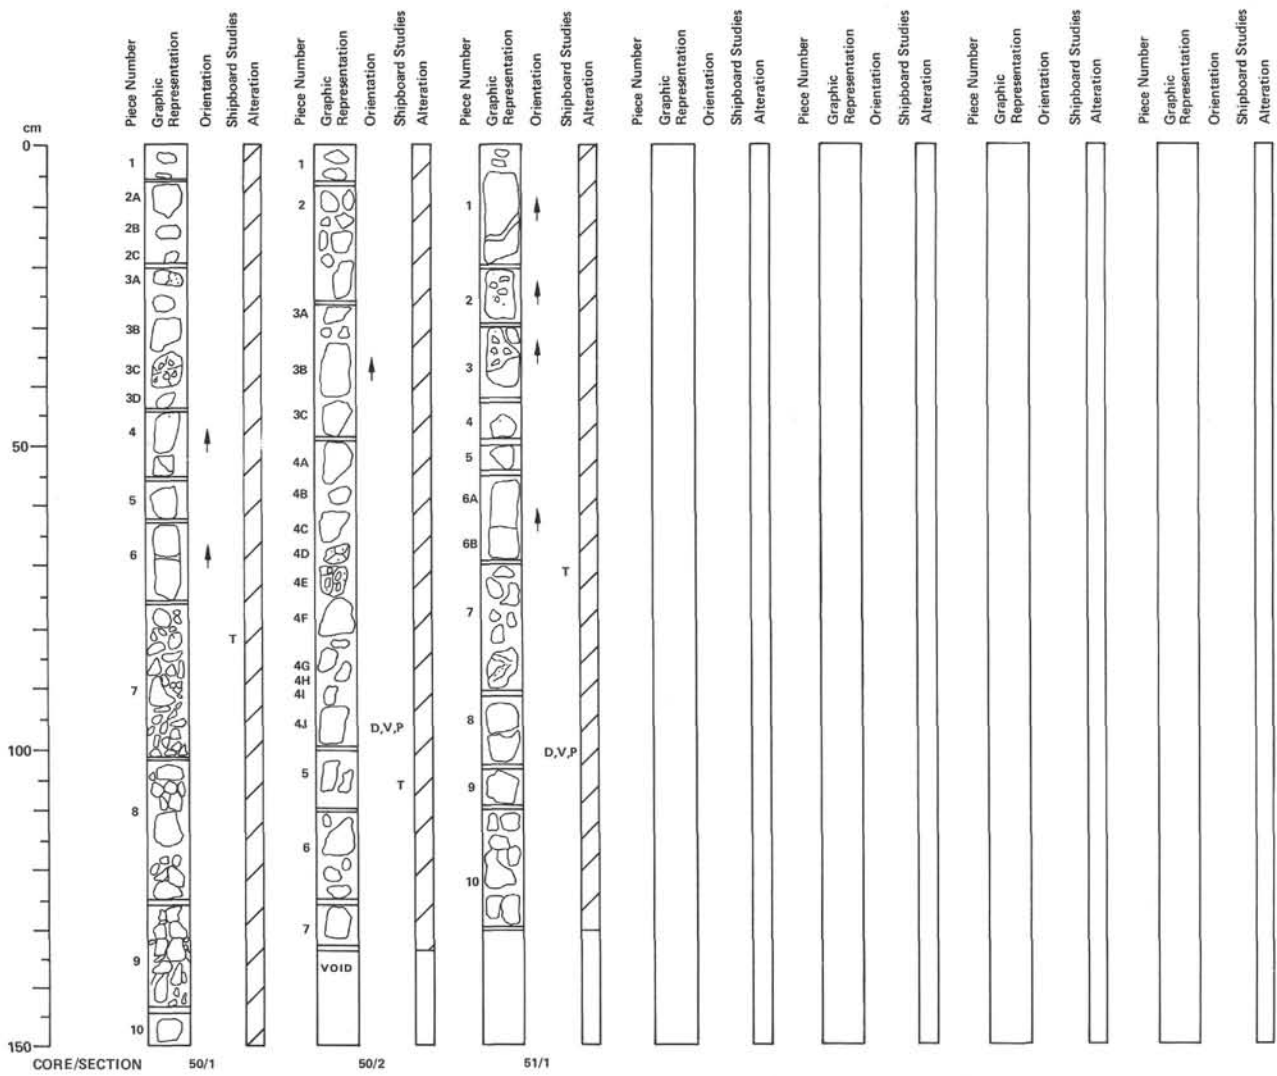 Piece Number
Graphic
Representation
Orientation
Shipboard Studies
Alteration
Piece Number
Graphic
Representation
Orientation
Shipboard Studies
Alteration
Piece Number
Graphic
Representation
Orientation
Shipboard Studies
Alteration
Piece Number
Graphic
Representation
Orientation
Shipboard Studies
Alteration
Piece Number
Graphic
Representation
Orientation
Shipboard Studies
Alteration
Piece Number
Graphic
Representation
Orientation
Shipboard Studies
Alteration
Piece Number
Graphic
Representation
Orientation
Shipboard Studies
Alteration
cm
0
50
100
150
1
2A
2B
2C
3A
3B
3C
3D
4
5
6
7
8
9
10
T
1
2
3A
3B
3C
4A
4B
4C
4D
4E
4F
4G
4H
4I
4J
5
6
7
D,V,P
T
VOID
1
2
3
4
5
6A
6B
7
8
9
10
T
D,V,P
CORE/SECTION 50/1 50/2 51/1